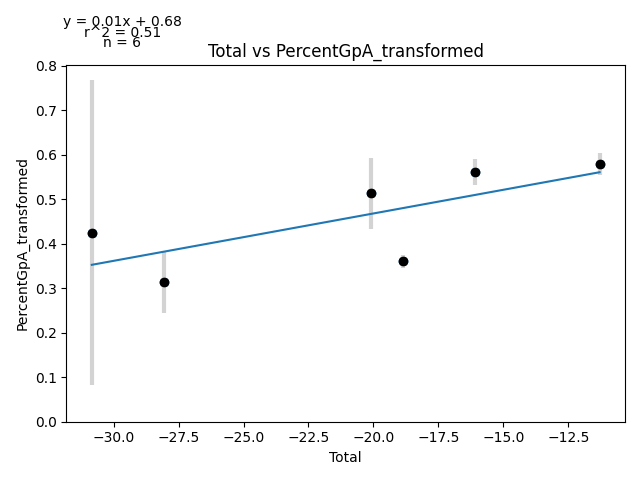 y = 0.01x + 0.68
r^2 = 0.51
n = 6
Total vs PercentGpA_transformed
PercentGpA_transformed
0.8
0.7
0.6
0.5
0.4
0.3
0.2
0.1
0.0
−30.0 −27.5 −25.0 −22.5 −20.0 −17.5 −15.0 −12.5
Total